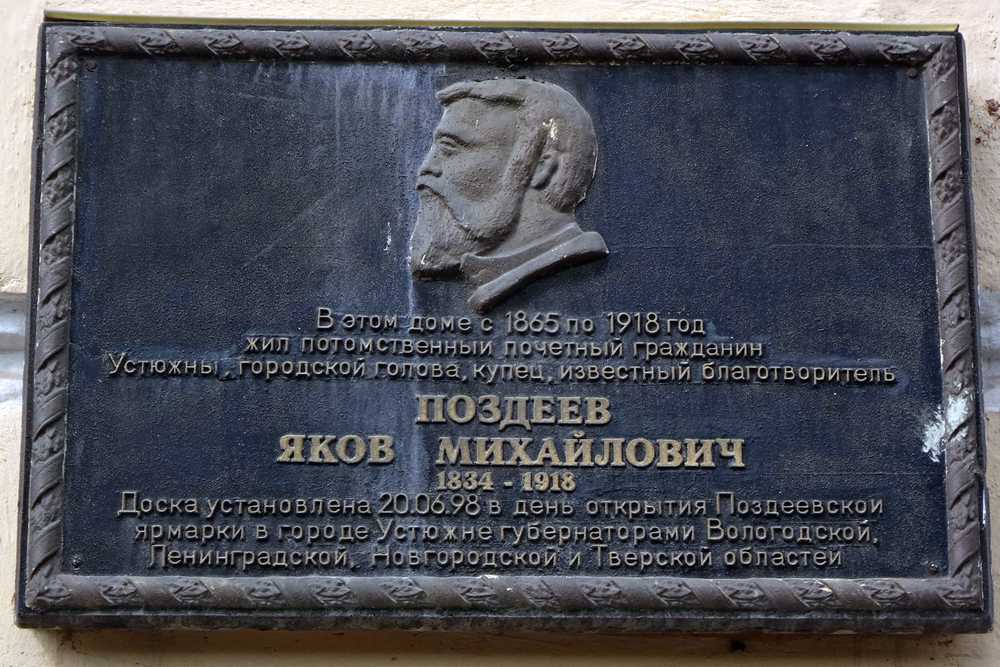 В этом доме с 1865 по 1918 год
жил потомственный почетный гражданин
Устюжны, городской голова, купец, известный благотворитель
ПОЗДЕЕВ
ЯКОВ МИХАЙЛОВИЧ
1834 - 1918
Доска установлена 20.06.98 в день открытия Поздеевской
ярмарки в городе Устюжне губернаторами Вологодской,
Ленинградской, Новгородской и Тверской областей